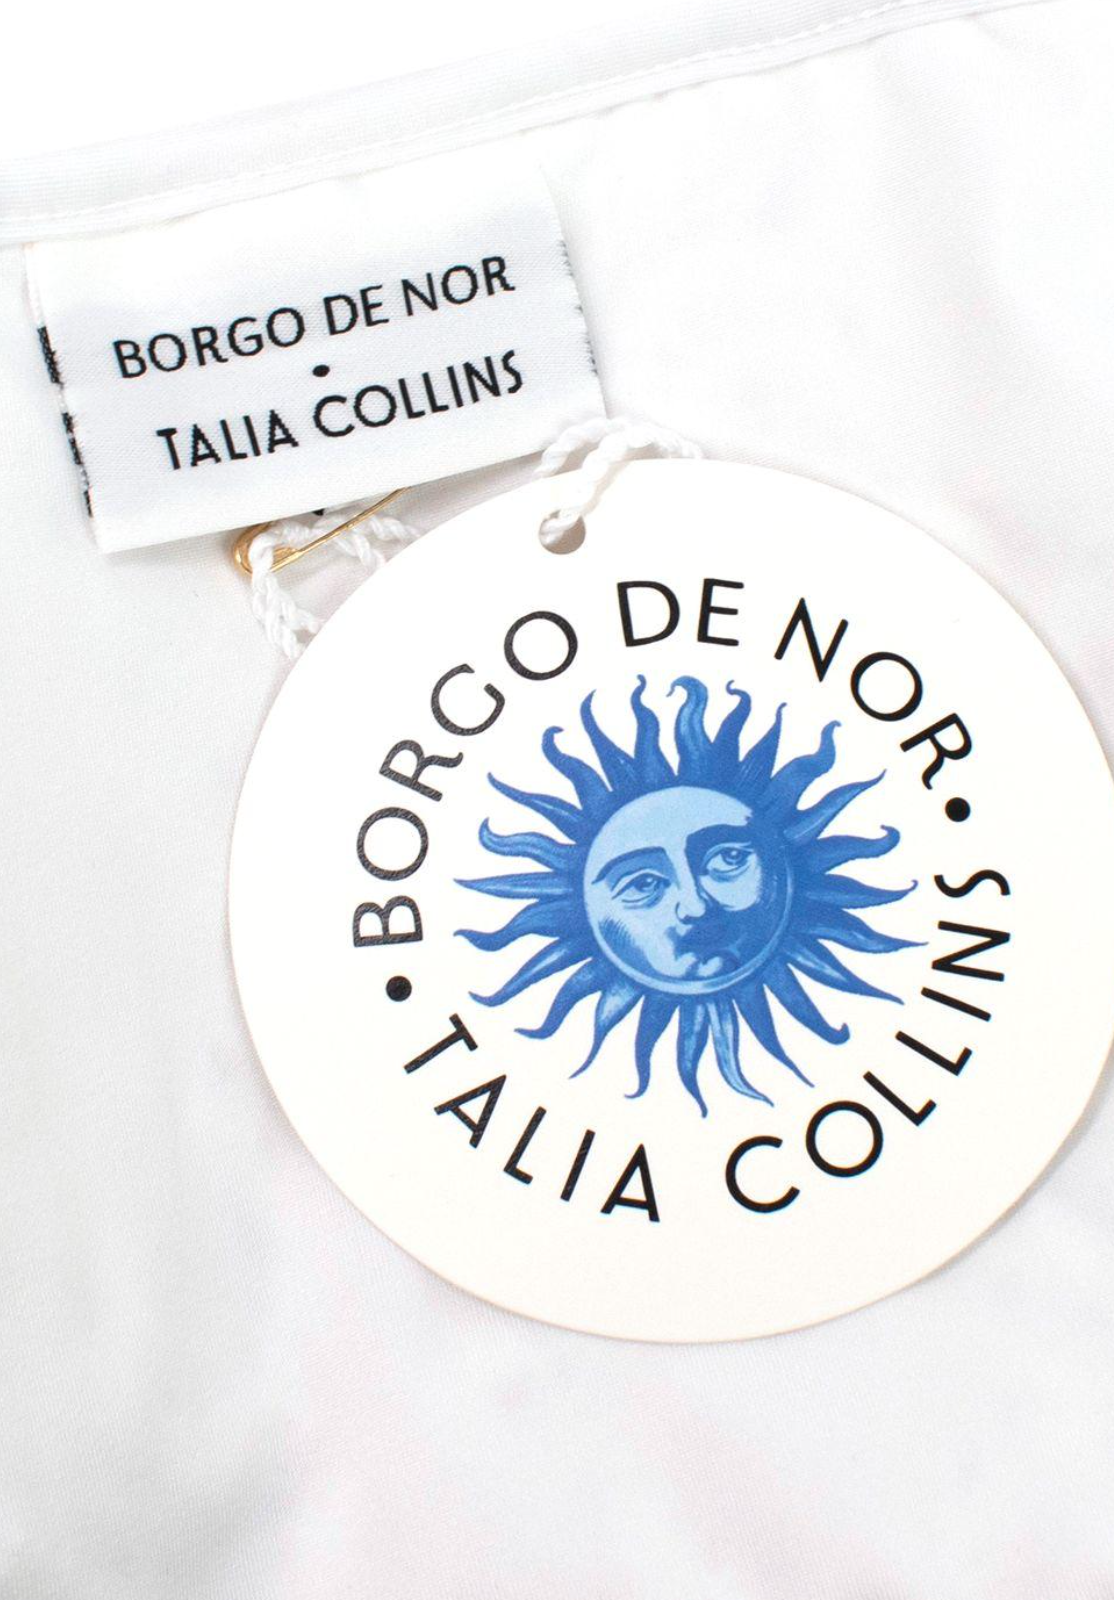 BORGO DE NOR
•
TALIA COLLINS
BORGO DE NOR •
TALIA COLLINS •